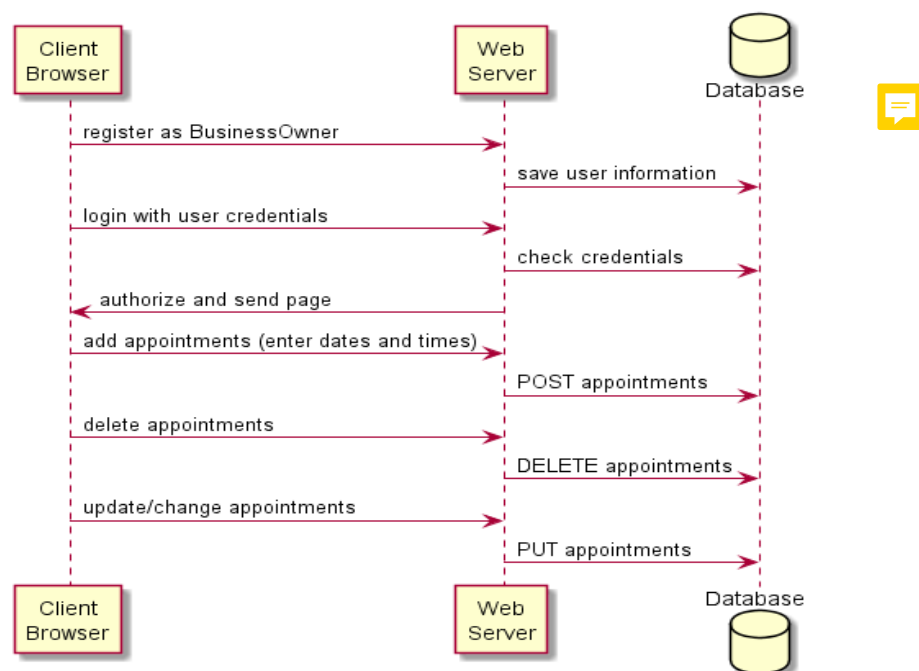 Client
Browser
Web
Server
Database
register as BusinessOwner
save user information
login with user credentials
check credentials
authorize and send page
add appointments (enter dates and times)
POST appointments
delete appointments
DELETE appointments
update/change appointments
PUT appointments
Client
Browser
Web
Server
Database